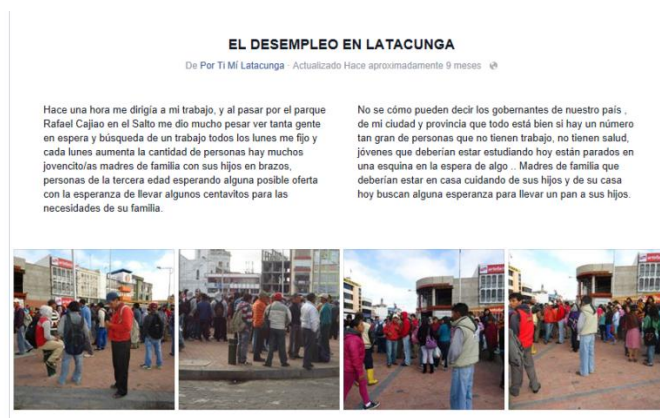 EL DESEMPLEO EN LATACUNGA
De Por Ti Mí Latacunga · Actualizado Hace aproximadamente 9 meses
Hace una hora me dirigía a mi trabajo, y al pasar por el parque
Rafael Cajiao en el Salto me dio mucho pesar ver tanta gente
en espera y búsqueda de un trabajo todos los lunes me fijo y
cada lunes aumenta la cantidad de personas hay muchos
jovencito/as madres de familia con sus hijos en brazos,
personas de la tercera edad esperando alguna posible oferta
con la esperanza de llevar algunos centavitos para las
necesidades de su familia.
No se cómo pueden decir los gobernantes de nuestro país ,
de mi ciudad y provincia que todo está bien si hay un número
tan gran de personas que no tienen trabajo, no tienen salud,
jóvenes que deberían estar estudiando hoy están parados en
una esquina en la espera de algo .. Madres de familia que
deberían estar en casa cuidando de sus hijos y de su casa
hoy buscan alguna esperanza para llevar un pan a sus hijos.